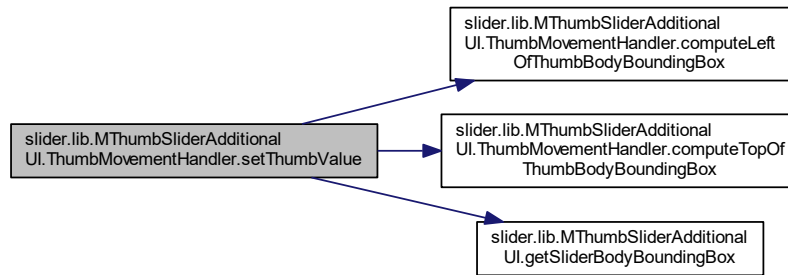 slider.lib.MThumbSliderAdditional
UI.ThumbMovementHandler.setThumbValue
slider.lib.MThumbSliderAdditional
UI.ThumbMovementHandler.computeLeft
OfThumbBodyBoundingBox
slider.lib.MThumbSliderAdditional
UI.ThumbMovementHandler.computeTopOf
ThumbBodyBoundingBox
slider.lib.MThumbSliderAdditional
UI.getSliderBodyBoundingBox